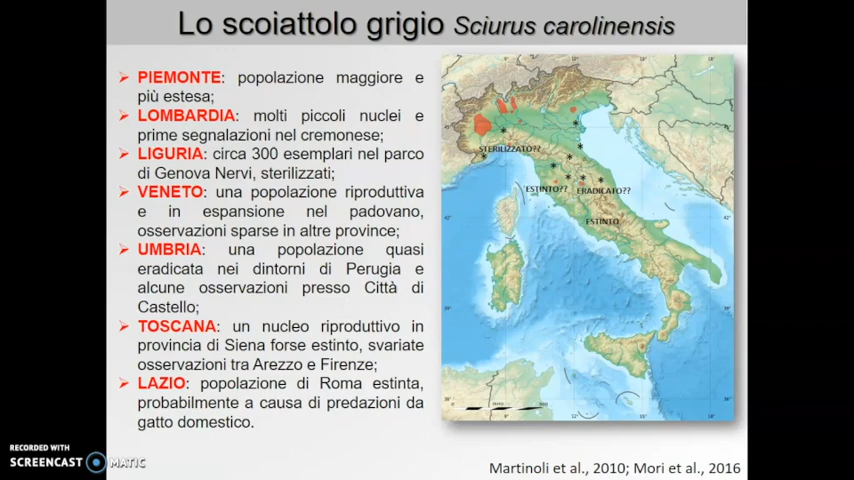 Lo scoiattolo grigio Sciurus carolinensis
PIEMONTE: popolazione maggiore e
più estesa;
LOMBARDIA: molti piccoli nuclei e
prime segnalazioni nel cremonese;
LIGURIA: circa 300 esemplari nel parco
di Genova Nervi, sterilizzati;
VENETO: una popolazione riproduttiva
e in espansione nel padovano,
osservazioni sparse in altre province;
UMBRIA: una popolazione quasi
eradicata nei dintorni di Perugia e
alcune osservazioni presso Città di
Castello;
TOSCANA: un nucleo riproduttivo in
provincia di Siena forse estinto, svariate
osservazioni tra Arezzo e Firenze;
LAZIO: popolazione di Roma estinta,
probabilmente a causa di predazioni da
gatto domestico.
STERILIZZATO??
ESTINTO?? ERADICATO??
ESTINTO
Martinoli et al., 2010; Mori et al., 2016
RECORDED WITH
SCREENCAST MATIC